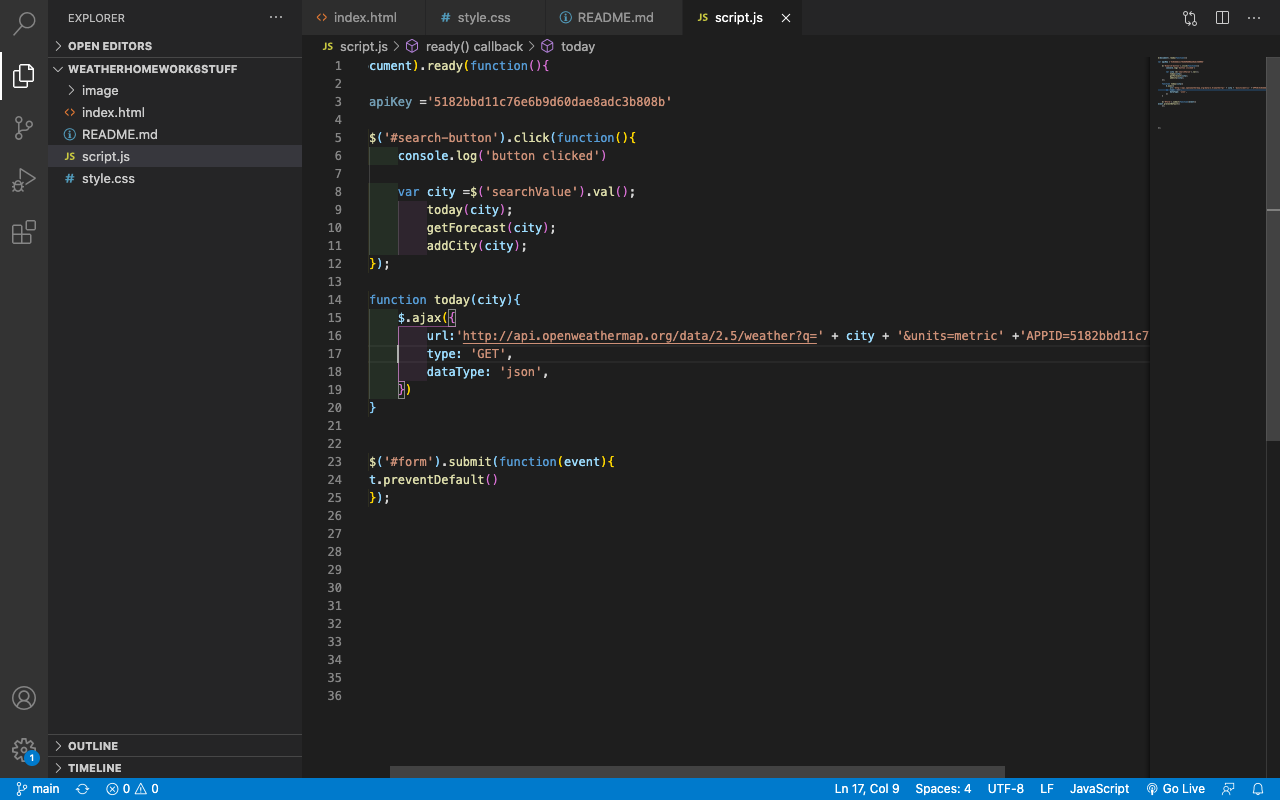 EXPLORER
OPEN EDITORS
WEATHERHOMEWORK6STUFF
image
index.html
README.md
JS script.js
# style.css
OUTLINE
TIMELINE
index.html # style.css README.md JS script.js
JS script.js > ready() callback > today
1 cument).ready(function(){
2
3 apiKey ='5182bbd11c76e6b9d60dae8adc3b808b'
4
5 $('#search-button').click(function(){
6 console.log('button clicked')
7
8 var city =$('searchValue').val();
9 today(city);
10 getForecast(city);
11 addCity(city);
12 });
13
14 function today(city){
15 $.ajax({
16 url:'http://api.openweathermap.org/data/2.5/weather?q=' + city + '&units=metric' +'APPID=5182bbd11c7
17 type: 'GET',
18 dataType: 'json',
19 })
20 }
21
22
23 $('#form').submit(function(event){
24 t.preventDefault()
25 });
26
27
28
29
30
31
32
33
34
35
36
1
main 0 0 Ln 17, Col 9 Spaces: 4 UTF-8 LF JavaScript Go Live